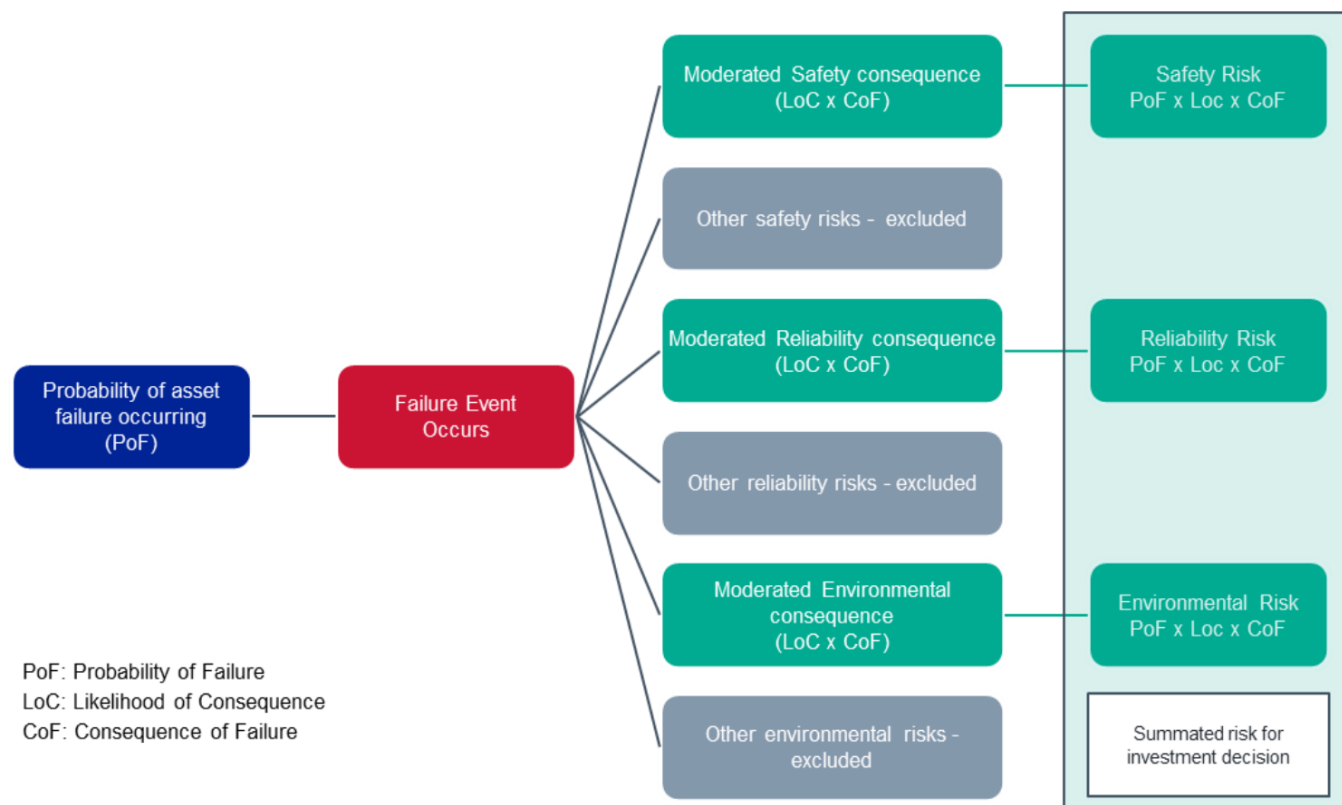 Probability of asset
failure occurring
(PoF)
Failure Event
Occurs
Moderated Safety consequence
(LoC x CoF)
Other safety risks - excluded
Moderated Reliability consequence
(LoC x CoF)
Other reliability risks - excluded
Moderated Environmental
consequence
(LoC x CoF)
Other environmental risks -
excluded
Safety Risk
PoF x Loc x CoF
Reliability Risk
PoF x Loc x CoF
Environmental Risk
PoF x Loc x CoF
Summated risk for
investment decision
PoF: Probability of Failure
LoC: Likelihood of Consequence
CoF: Consequence of Failure